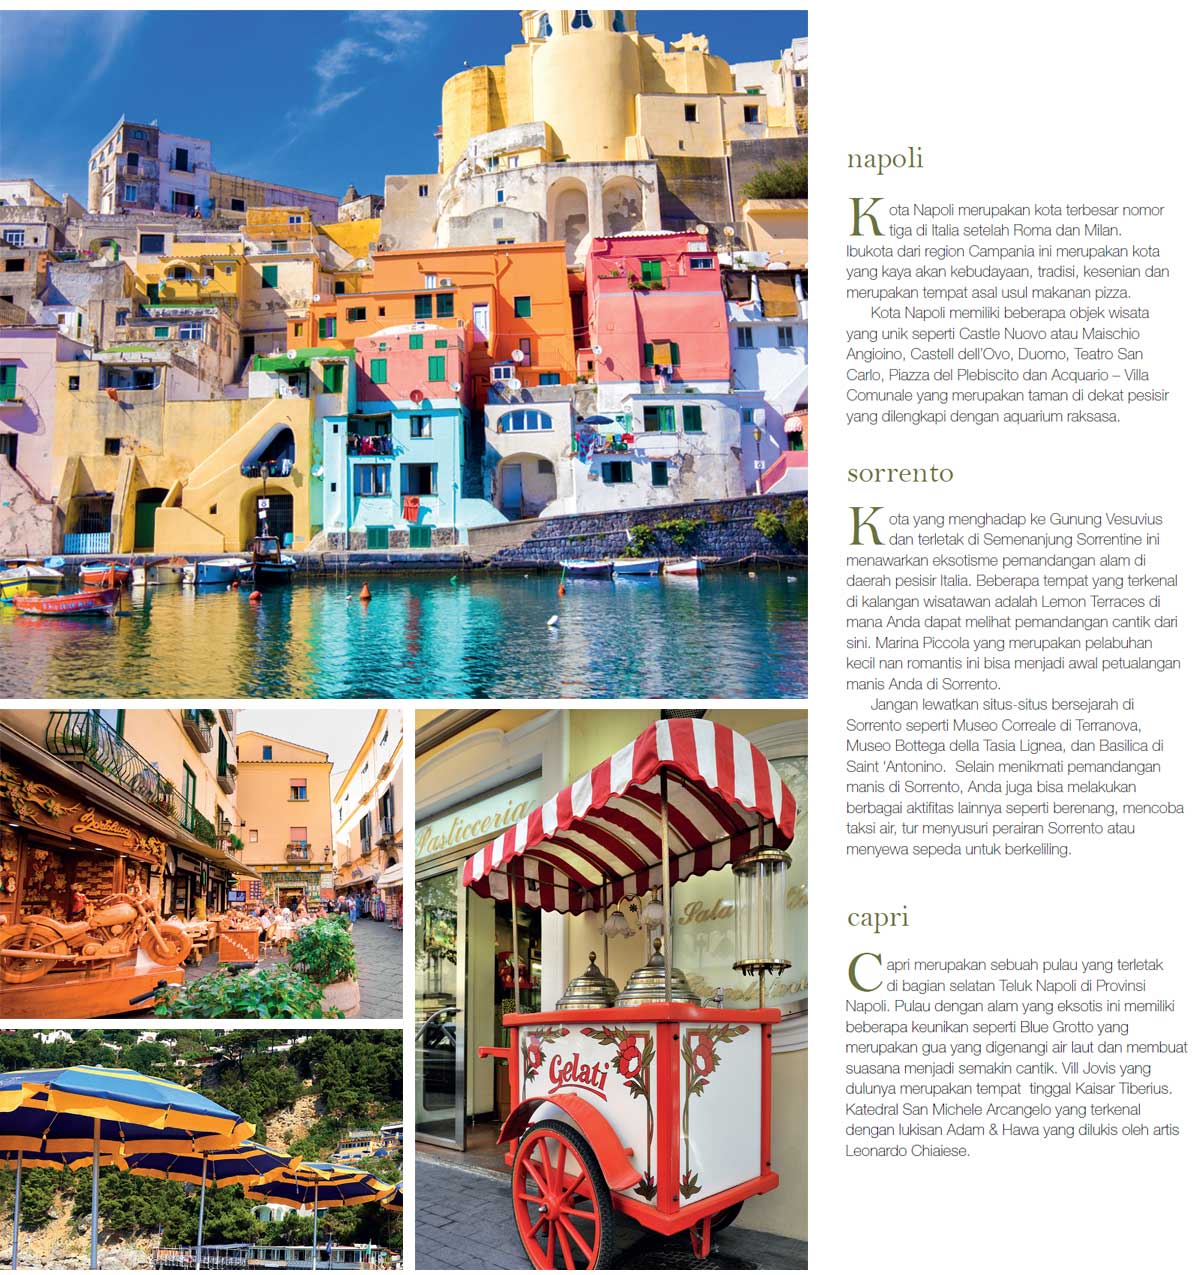 napoli
Kota Napoli merupakan kota terbesar nomor
tiga di Italia setelah Roma dan Milan.
Ibukota dari region Campania ini merupakan kota
yang kaya akan kebudayaan, tradisi, kesenian dan
merupakan tempat asal usul makanan pizza.
Kota Napoli memiliki beberapa objek wisata
yang unik seperti Castle Nuovo atau Maischio
Angioino, Castell dell'Ovo, Duomo, Teatro San
Carlo, Piazza del Plebiscito dan Acquario – Villa
Comunale yang merupakan taman di dekat pesisir
yang dilengkapi dengan aquarium raksasa.
sorrento
Kota yang menghadap ke Gunung Vesuvius
dan terletak di Semenanjung Sorrentine ini
menawarkan eksotisme pemandangan alam di
daerah pesisir Italia. Beberapa tempat yang terkenal
di kalangan wisatawan adalah Lemon Terraces di
mana Anda dapat melihat pemandangan cantik dari
sini. Marina Piccola yang merupakan pelabuhan
kecil nan romantis ini bisa menjadi awal petualangan
manis Anda di Sorrento.
Jangan lewatkan situs-situs bersejarah di
Sorrento seperti Museo Correale di Terranova,
Museo Bottega della Tasia Lignea, dan Basilica di
Saint 'Antonino. Selain menikmati pemandangan
manis di Sorrento, Anda juga bisa melakukan
berbagai aktifitas lainnya seperti berenang, mencoba
taksi air, tur menyusuri perairan Sorrento atau
menyewa sepeda untuk berkeliling.
capri
Capri merupakan sebuah pulau yang terletak
di bagian selatan Teluk Napoli di Provinsi
Napoli. Pulau dengan alam yang eksotis ini memiliki
beberapa keunikan seperti Blue Grotto yang
merupakan gua yang digenangi air laut dan membuat
suasana menjadi semakin cantik. Vill Jovis yang
dulunya merupakan tempat tinggal Kaisar Tiberius.
Katedral San Michele Arcangelo yang terkenal
dengan lukisan Adam & Hawa yang dilukis oleh artis
Leonardo Chiaiese.
Pasticceria
Sala
Gelati